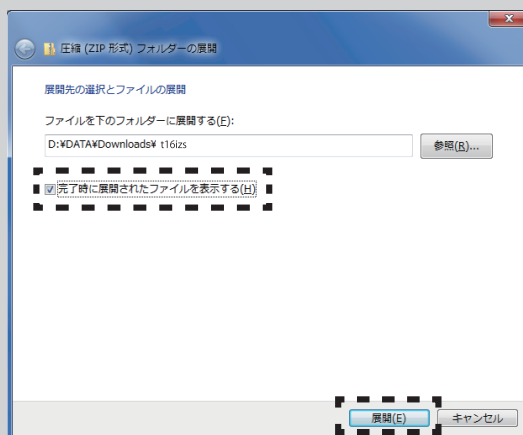 圧縮 (ZIP 形式) フォルダーの展開
展開先の選択とファイルの展開
ファイルを下のフォルダーに展開する(F):
D:¥DATA¥Downloads¥ t16izs
参照(R)...
完了時に展開されたファイルを表示する(H)
展開(E)
キャンセル